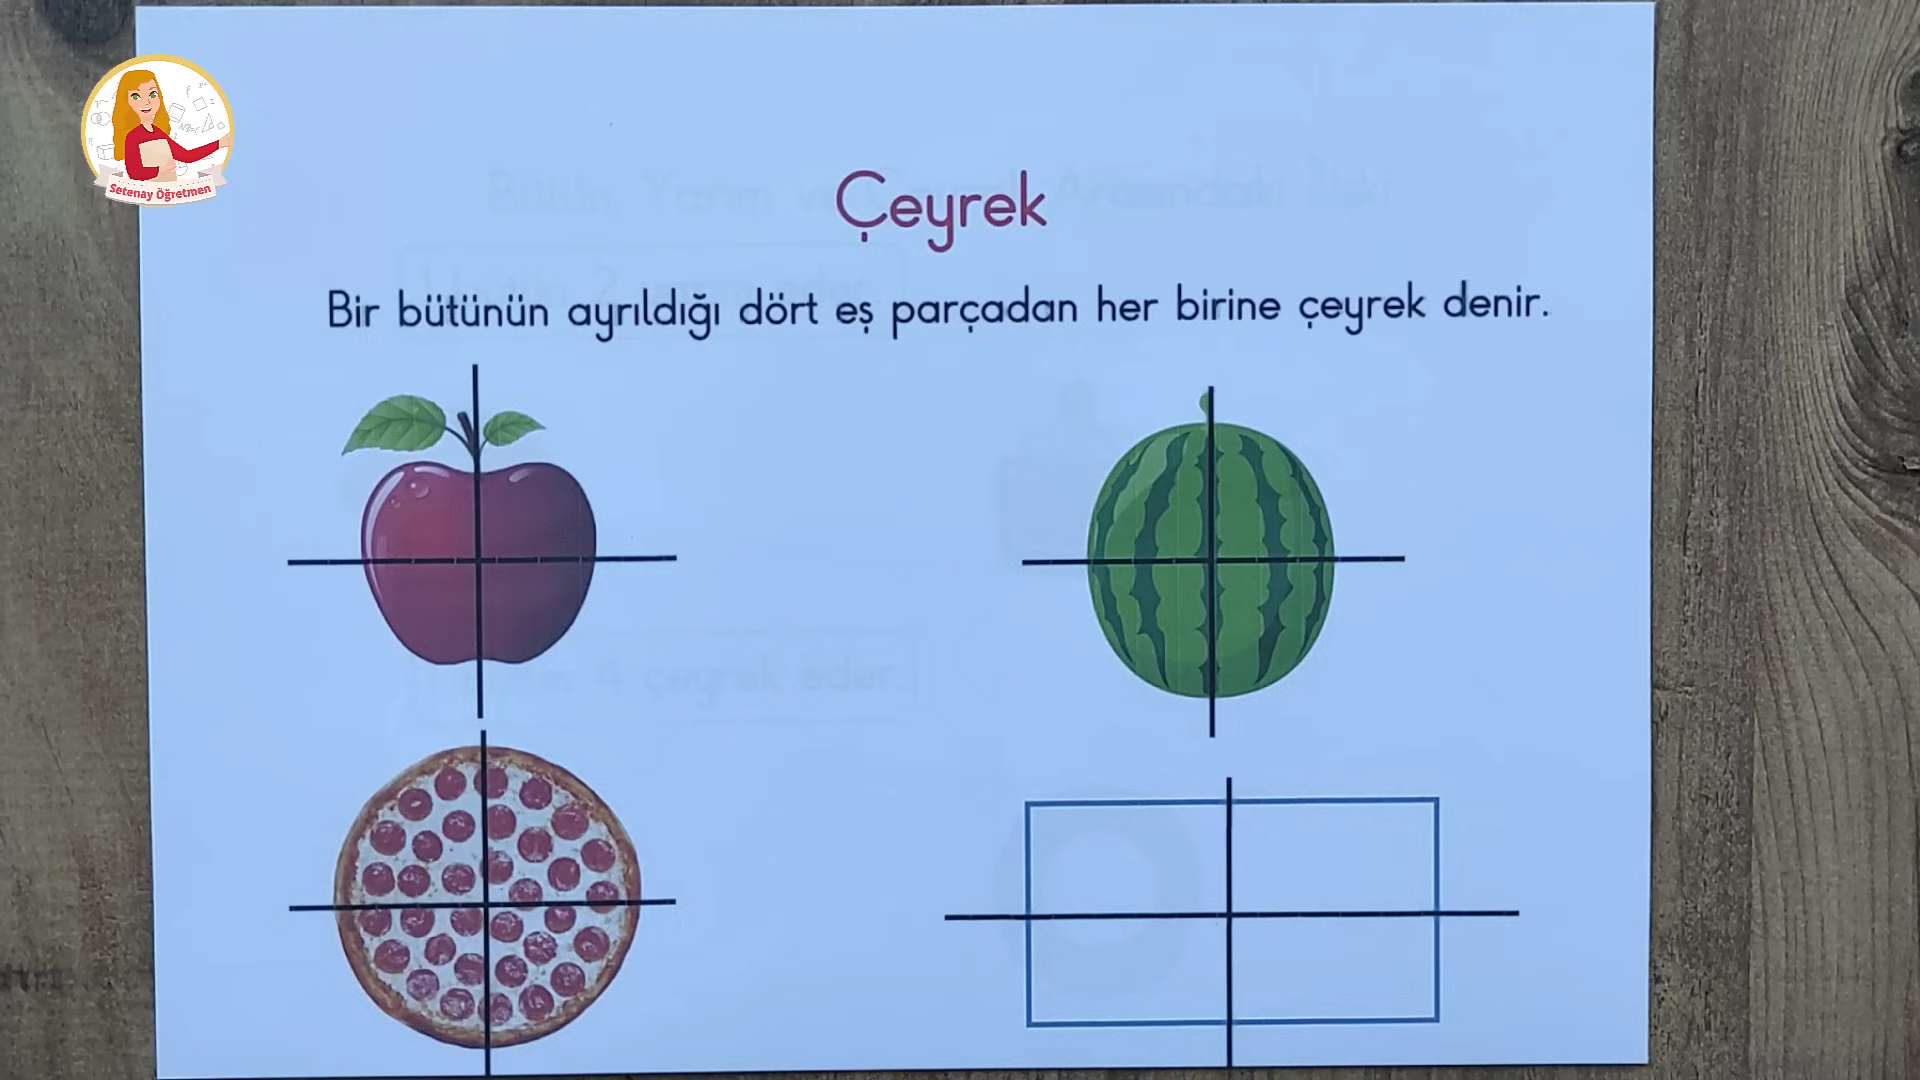 Setenay Öğretmen
Çeyrek
Bir bütünün ayrıldığı dört eş parçadan her birine çeyrek denir.